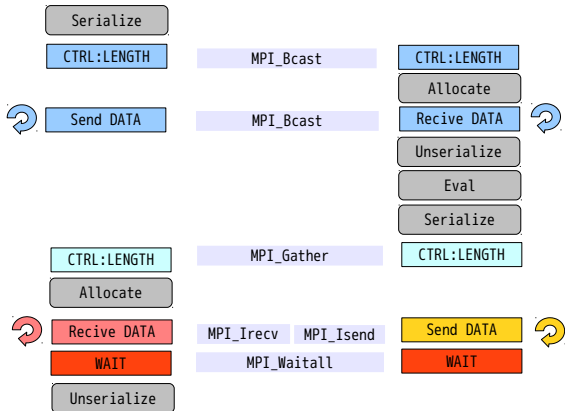 Serialize
CTRL:LENGTH MPI_Bcast CTRL:LENGTH
Allocate
Send DATA MPI_Bcast Recive DATA
Unserialize
Eval
Serialize
CTRL:LENGTH MPI_Gather CTRL:LENGTH
Allocate
Recive DATA MPI_Irecv MPI_Isend Send DATA
WAIT MPI_Waitall WAIT
Unserialize